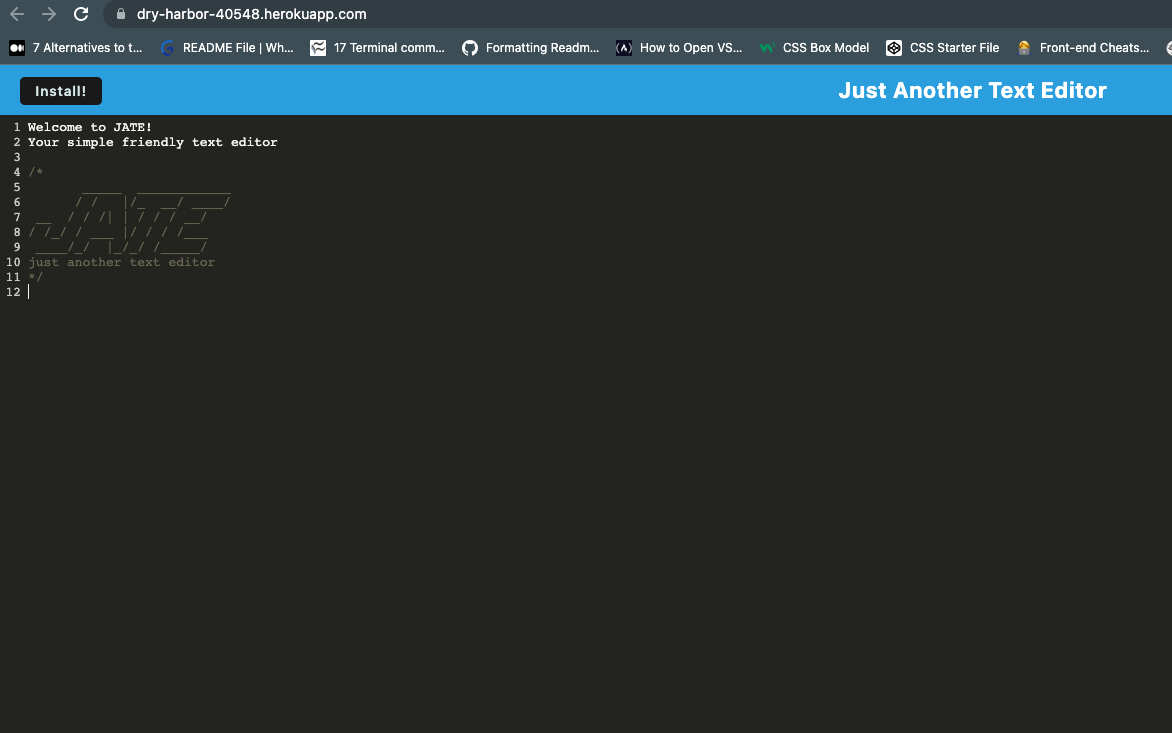 dry-harbor-40548.herokuapp.com
7 Alternatives to t... README File | Wh... 17 Terminal comm... Formatting Readm... How to Open VS... CSS Box Model CSS Starter File Front-end Cheats...
Install! Just Another Text Editor
1 Welcome to JATE!
2 Your simple friendly text editor
3
4 /*
5       _____  ____________
6      / /   |/_  __/ ____/
7 __  / / /| | / / / __/
8 / /_/ / ___ |/ / / /___
9 ____/_/  |_/_/ /_____/
10 just another text editor
11 */
12